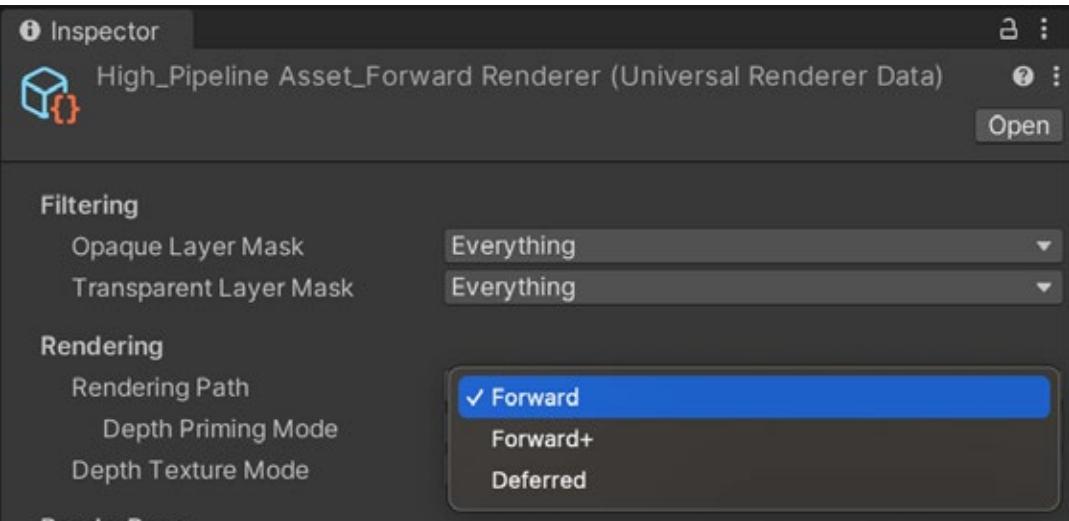 Inspector
High_Pipeline Asset_Forward Renderer (Universal Renderer Data)
Open
Filtering
Opaque Layer Mask Everything
Transparent Layer Mask Everything
Rendering
Rendering Path ✓ Forward
Depth Priming Mode Forward+
Depth Texture Mode Deferred